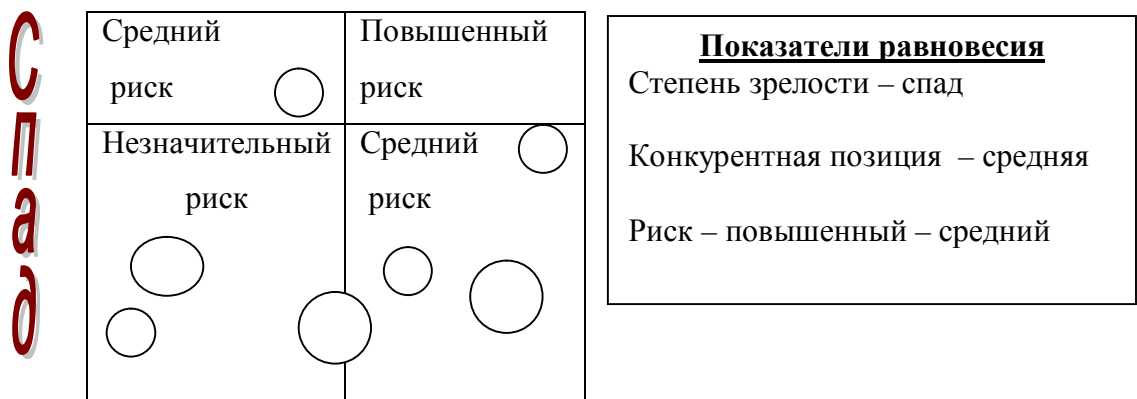 Спад
Средний
риск
Повышенный
риск
Незначительный
риск
Средний
риск
Показатели равновесия
Степень зрелости – спад
Конкурентная позиция – средняя
Риск – повышенный – средний